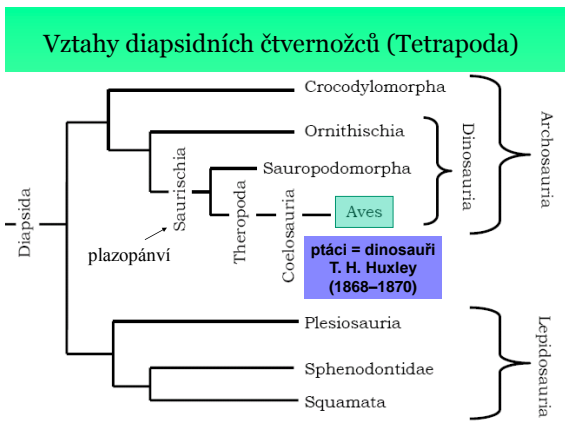 Vztahy diapsidních čtvernožců (Tetrapoda)
Crocodylomorpha
Ornithischia
Sauropodomorpha
Aves
Diapsida
Saurischia
Theropoda
Coelosauria
Dinosauria
Archosauria
plazopánví
ptáci = dinosauři
T. H. Huxley
(1868–1870)
Plesiosauria
Sphenodontidae
Squamata
Lepidosauria